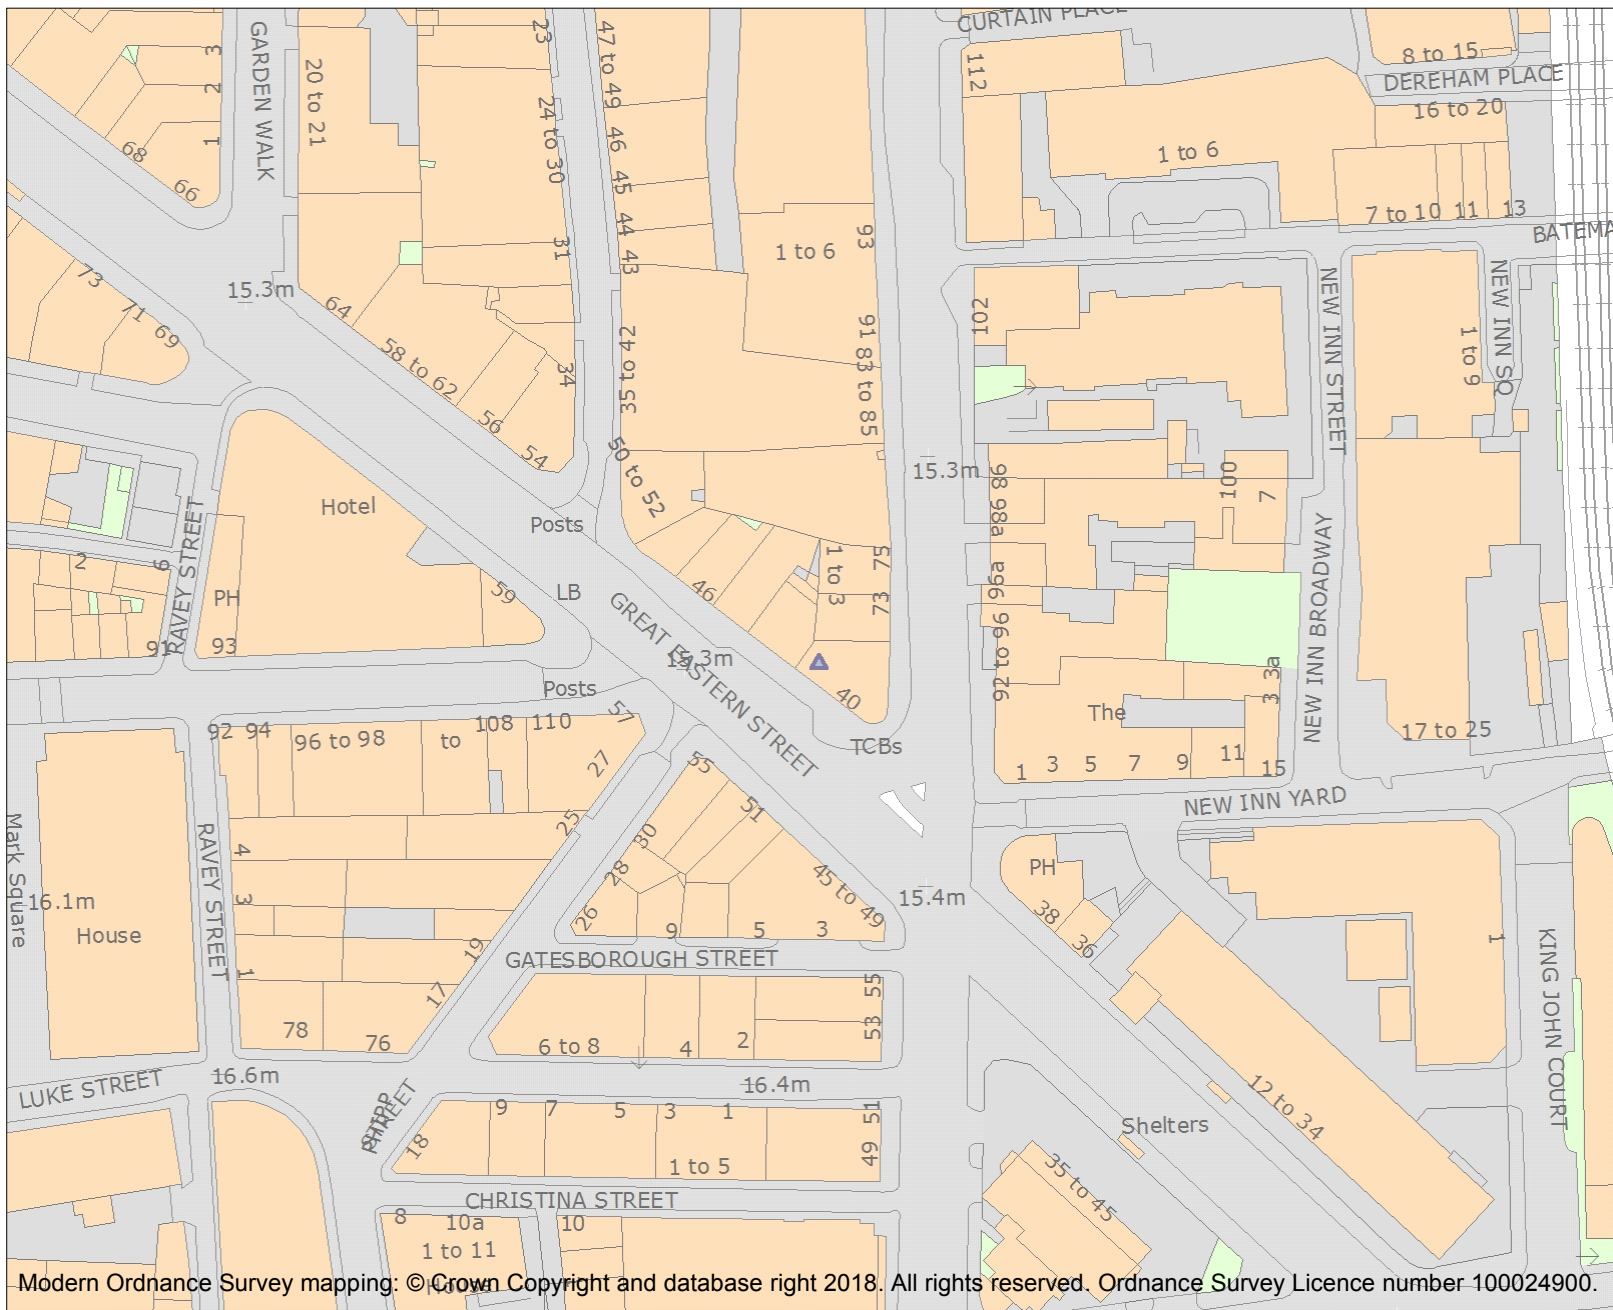 CURTAIN PLACE
GARDEN WALK
3
2
1
20 to 21
23
24 to 30
31
34
47 to 49
46
45
44
43
35 to 42
50 to 52
112
8 to 15
DEREHAM PLACE
16 to 20
1 to 6
7 to 10
11
13
BATEMA
68
66
73
71
69
15.3m
64
58 to 62
56
54
1 to 6
93
91
83 to 85
102
NEW INN STREET
NEW INN SQ
1 to 9
15.3m
98
98a
96a
92 to 96
100
7
Hotel
Posts
LB
59
RAVEY STREET
2
6
PH
91
93
46
1 to 3
75
73
40
GREAT EASTERN STREET
15.3m
TCBs
Posts
57
NEW INN BROADWAY
3a
3
The
1
3
5
7
9
11
15
17 to 25
NEW INN YARD
92
94
96 to 98
to
108
110
27
25
55
51
45 to 49
30
28
26
9
5
3
Mark Square
16.1m
House
RAVEY STREET
4
3
1
19
17
78
76
GATESBOROUGH STREET
15.4m
PH
38
36
1
KING JOHN COURT
55
53
6 to 8
4
2
LUKE STREET
16.6m
16.4m
PHIPP
STREET
18
9
7
5
3
1
51
49
1 to 5
Shelters
12 to 34
35 to 45
CHRISTINA STREET
8
10a
10
1 to 11
House
Modern Ordnance Survey mapping: © Crown Copyright and database right 2018. All rights reserved. Ordnance Survey Licence number 100024900.